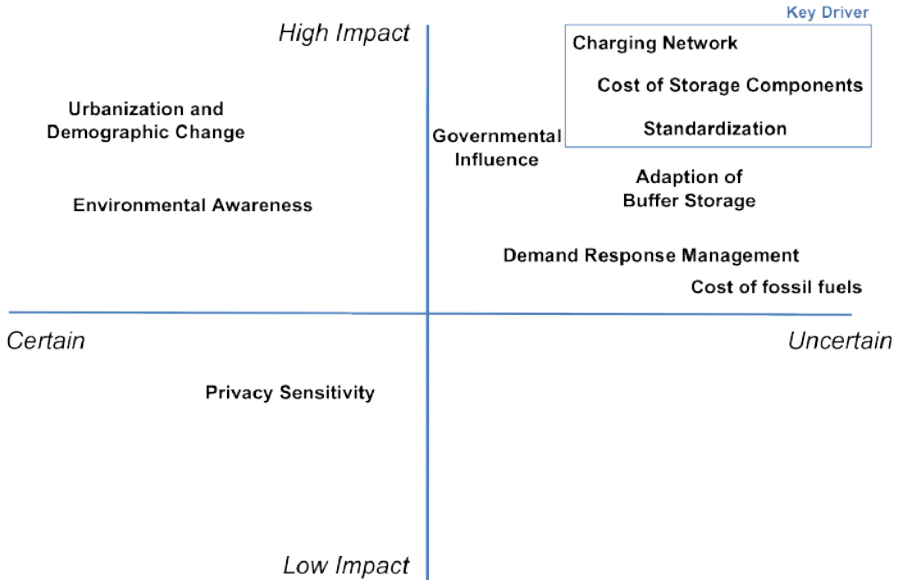 Key Driver
High Impact
Charging Network
Cost of Storage Components
Urbanization and
Demographic Change
Standardization
Governmental
Influence
Adaption of
Buffer Storage
Environmental Awareness
Demand Response Management
Cost of fossil fuels
Certain
Uncertain
Privacy Sensitivity
Low Impact